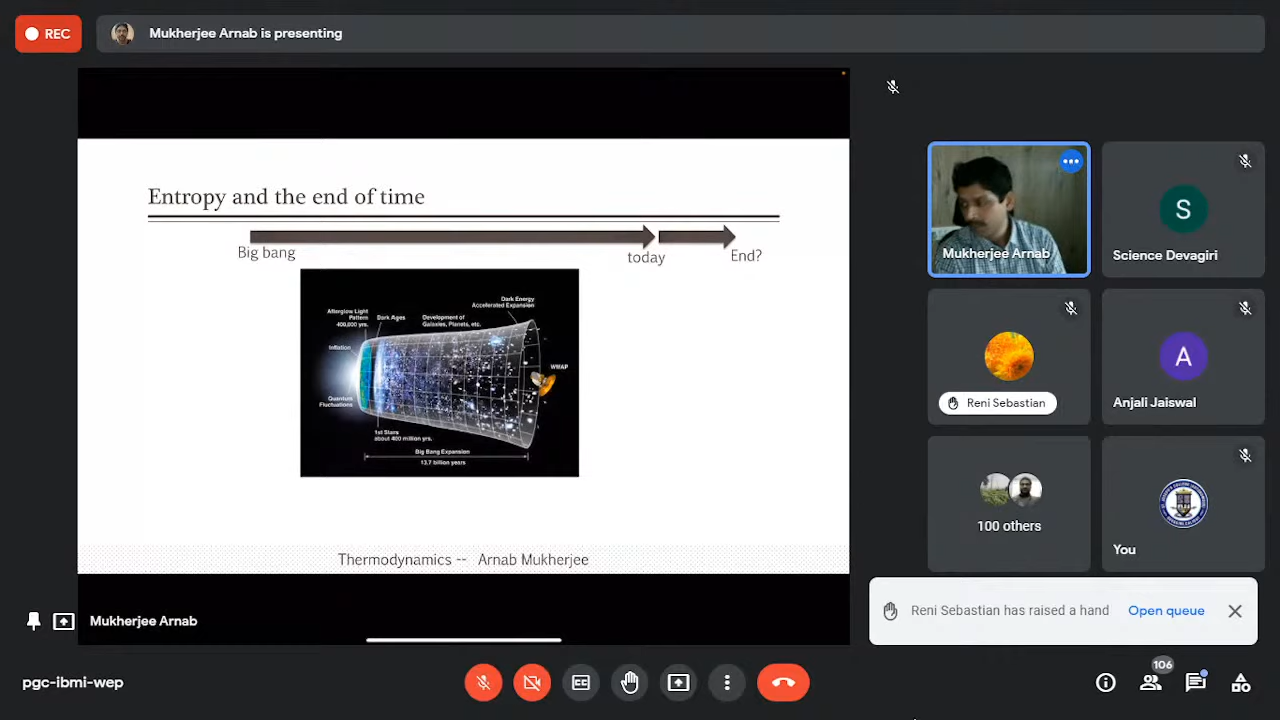 REC
Mukherjee Arnab is presenting
Entropy and the end of time
Big bang
today
End?
Dark Energy
Accelerated Expansion
Afterglow Light
Pattern
400,000 yrs.
Dark Ages
Development of
Galaxies, Planets, etc.
Inflation
WMAP
Quantum
Fluctuations
1st Stars
about 400 million yrs.
Big Bang Expansion
13.7 billion years
Thermodynamics -- Arnab Mukherjee
Mukherjee Arnab
Mukherjee Arnab
S
Science Devagiri
Reni Sebastian
A
Anjali Jaiswal
100 others
You
Reni Sebastian has raised a hand
Open queue
pgc-ibmi-wep
CC
106